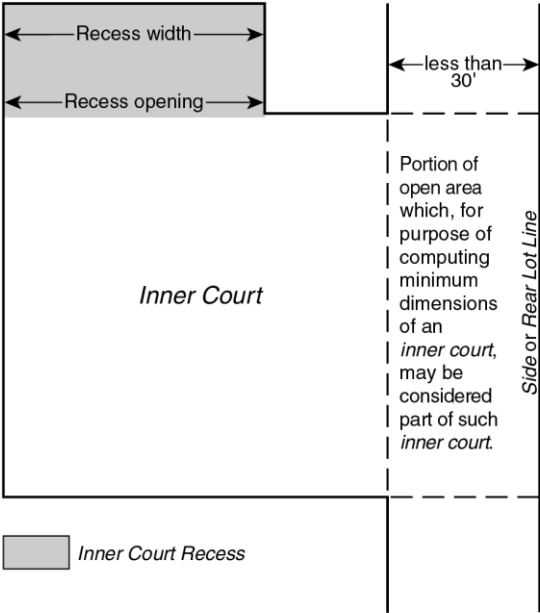 Recess width
less than
30'
Recess opening
Portion of
open area
which, for
purpose of
computing
minimum
dimensions
of an
inner court,
may be
considered
part of such
inner court.
Inner Court
Side or Rear Lot Line
Inner Court Recess